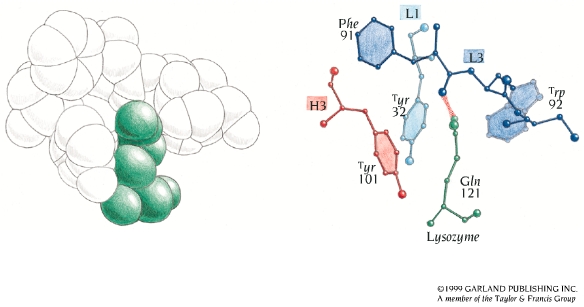 Phe
91
L1
L3
H3
Tyr
32
Trp
92
Tyr
101
Gln
121
Lysozyme
©1999 GARLAND PUBLISHING INC.
A member of the Taylor & Francis Group